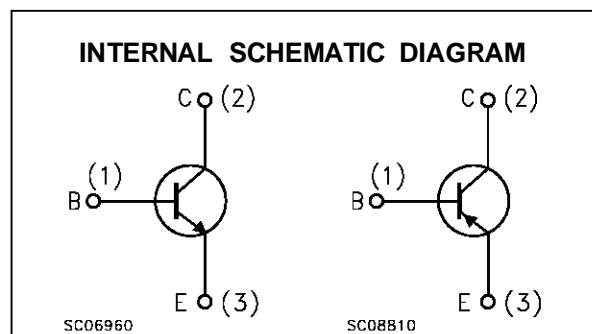 INTERNAL SCHEMATIC DIAGRAM
C (2)
(1)
B
E (3)
SC06960
C (2)
(1)
B
E (3)
SC08810